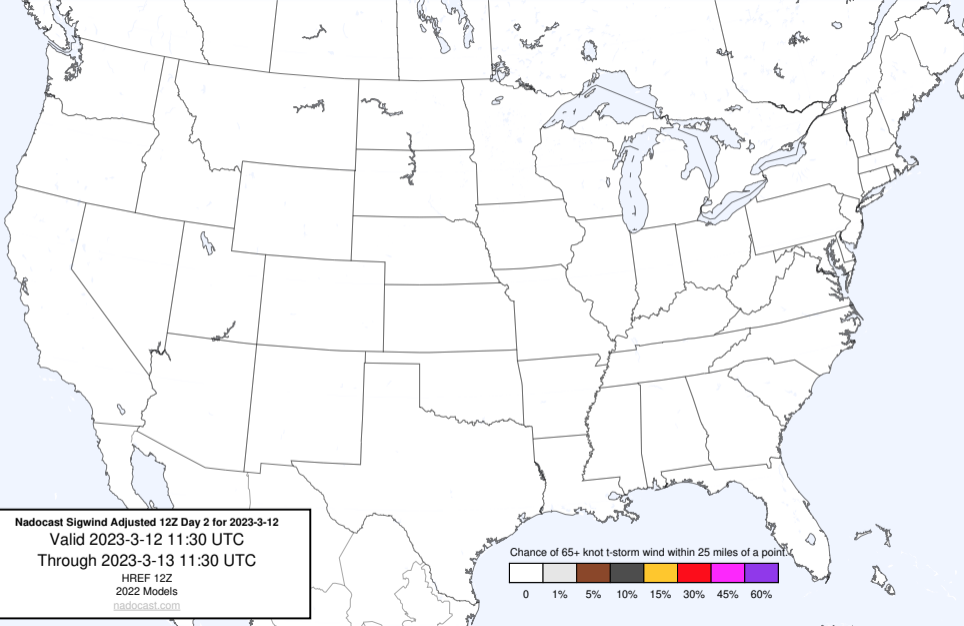 Nadocast Sigwind Adjusted 12Z Day 2 for 2023-3-12
Valid 2023-3-12 11:30 UTC
Through 2023-3-13 11:30 UTC
HREF 12Z
2022 Models
nadocast.com
Chance of 65+ knot t-storm wind within 25 miles of a point.
0 1% 5% 10% 15% 30% 45% 60%